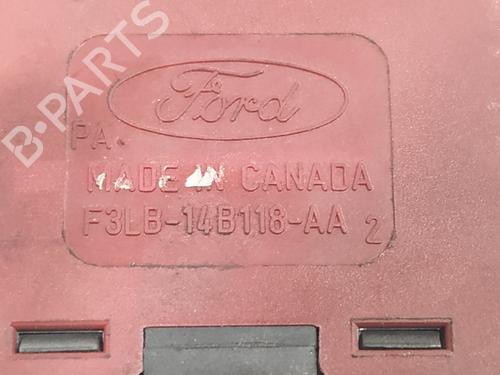 B-PARTS
Ford
PA.
MADE IN CANADA
F3LB-14B118-AA 2